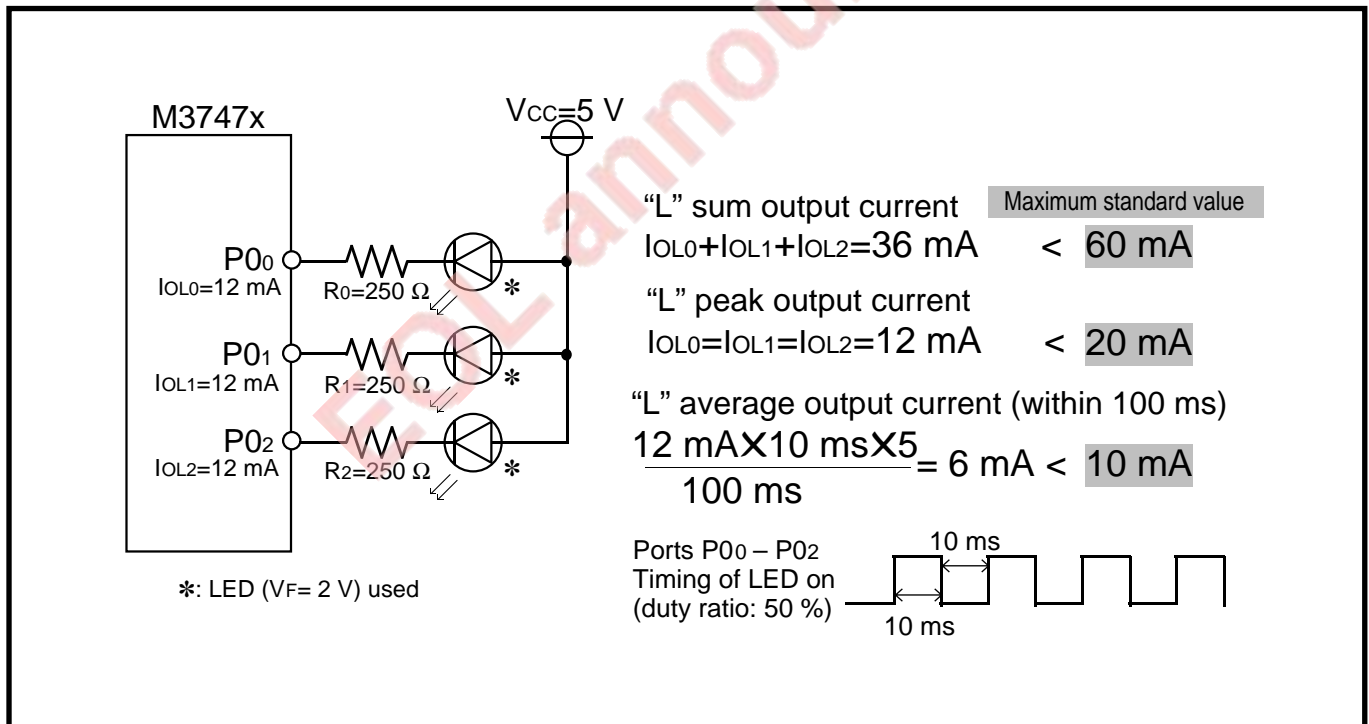 EOL announ
M3747x
VCC=5 V
P00
IOL0=12 mA
R0=250 Ω
*
P01
IOL1=12 mA
R1=250 Ω
*
P02
IOL2=12 mA
R2=250 Ω
*
*: LED (VF= 2 V) used
“L” sum output current
Maximum standard value
IOL0+IOL1+IOL2=36 mA < 60 mA
“L” peak output current
IOL0=IOL1=IOL2=12 mA < 20 mA
“L” average output current (within 100 ms)
12 mA×10 ms×5
= 6 mA < 10 mA
100 ms
Ports P00 – P02
Timing of LED on
(duty ratio: 50 %)
10 ms
10 ms